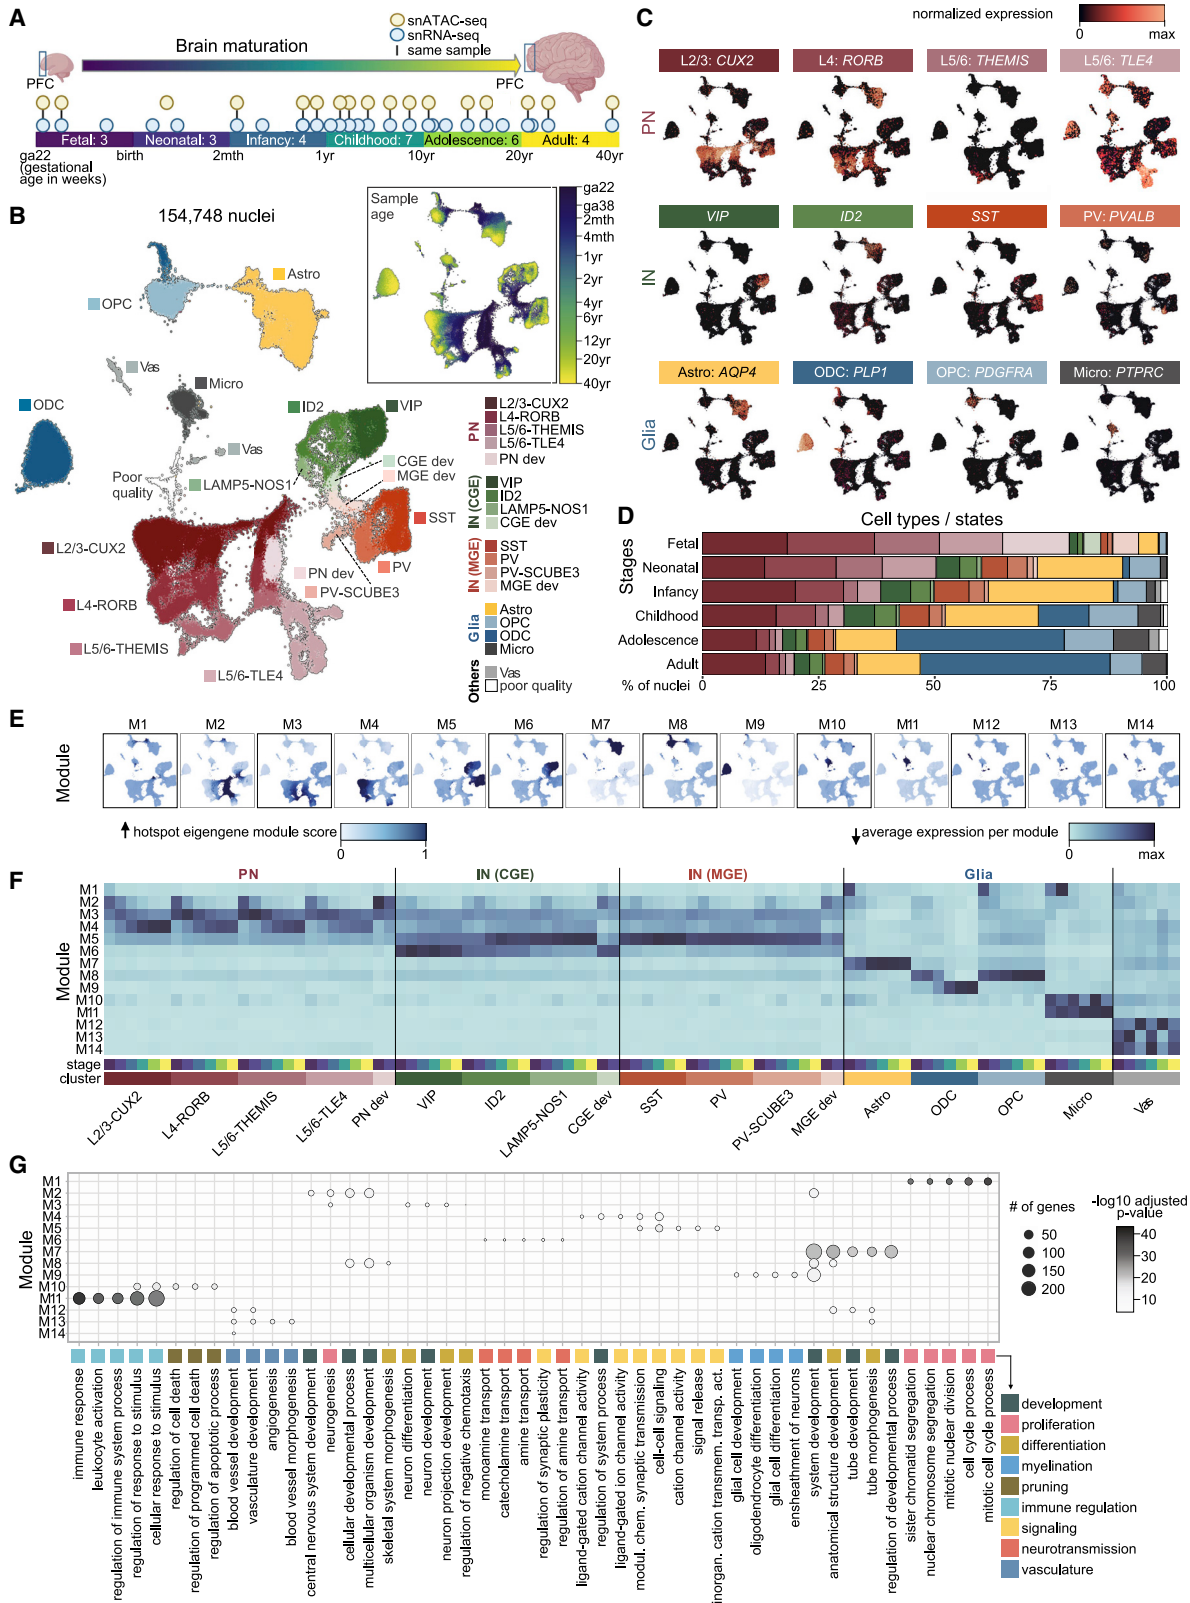 A
Brain maturation
snATAC-seq
snRNA-seq
same sample
PFC
PFC
Fetal: 3
Neonatal: 3
Infancy: 4
Childhood: 7
Adolescence: 6
Adult: 4
ga22
(gestational
age in weeks)
birth
2mth
1yr
10yr
20yr
40yr
B
154,748 nuclei
Sample
age
ga22
ga38
2mth
4mth
1yr
2yr
4yr
6yr
12yr
20yr
40yr
Astro
OPC
Vas
Micro
ODC
ID2
VIP
Vas
CGE dev
MGE dev
Poor
quality
LAMP5-NOS1
SST
L2/3-CUX2
PV
PN dev
PV-SCUBE3
L4-RORB
L5/6-THEMIS
L5/6-TLE4
PN
L2/3-CUX2
L4-RORB
L5/6-THEMIS
L5/6-TLE4
PN dev
IN (CGE)
VIP
ID2
LAMP5-NOS1
CGE dev
IN (MGE)
SST
PV
PV-SCUBE3
MGE dev
Glia
Astro
OPC
ODC
Micro
Others
Vas
poor quality
C
normalized expression
0
max
PN
L2/3: CUX2
L4: RORB
L5/6: THEMIS
L5/6: TLE4
IN
VIP
ID2
SST
PV: PVALB
Glia
Astro: AQP4
ODC: PLP1
OPC: PDGFRA
Micro: PTPRC
D
Cell types / states
Stages
Fetal
Neonatal
Infancy
Childhood
Adolescence
Adult
% of nuclei
0
25
50
75
100
E
Module
M1
M2
M3
M4
M5
M6
M7
M8
M9
M10
M11
M12
M13
M14
hotspot eigengene module score
0
1
average expression per module
0
max
F
PN
IN (CGE)
IN (MGE)
Glia
Module
M1
M2
M3
M4
M5
M6
M7
M8
M9
M10
M11
M12
M13
M14
stage
cluster
L2/3-CUX2
L4-RORB
L5/6-THEMIS
L5/6-TLE4
PN dev
VIP
ID2
LAMP5-NOS1
CGE dev
SST
PV
PV-SCUBE3
MGE dev
Astro
ODC
OPC
Micro
Vas
G
Module
M1
M2
M3
M4
M5
M6
M7
M8
M9
M10
M11
M12
M13
M14
# of genes
50
100
150
200
-log10 adjusted
p-value
40
30
20
10
immune response
leukocyte activation
regulation of immune system process
regulation of response to stimulus
cellular response to stimulus
regulation of cell death
regulation of programmed cell death
regulation of apoptotic process
blood vessel development
vasculature development
angiogenesis
blood vessel morphogenesis
central nervous system development
neurogenesis
cellular developmental process
multicellular organism development
skeletal system morphogenesis
neuron differentiation
neuron development
neuron projection development
regulation of negative chemotaxis
monoamine transport
catecholamine transport
amine transport
regulation of synaptic plasticity
regulation of amine transport
ligand-gated cation channel activity
regulation of system process
ligand-gated ion channel activity
modul. chem. synaptic transmission
cell-cell signaling
cation channel activity
signal release
inorgan. cation transmem. transp. act.
glial cell development
oligodendrocyte differentiation
glial cell differentiation
ensheathment of neurons
system development
anatomical structure development
tube development
tube morphogenesis
regulation of developmental process
sister chromatid segregation
nuclear chromosome segregation
mitotic nuclear division
cell cycle process
mitotic cell cycle process
development
proliferation
differentiation
myelination
pruning
immune regulation
signaling
neurotransmission
vasculature